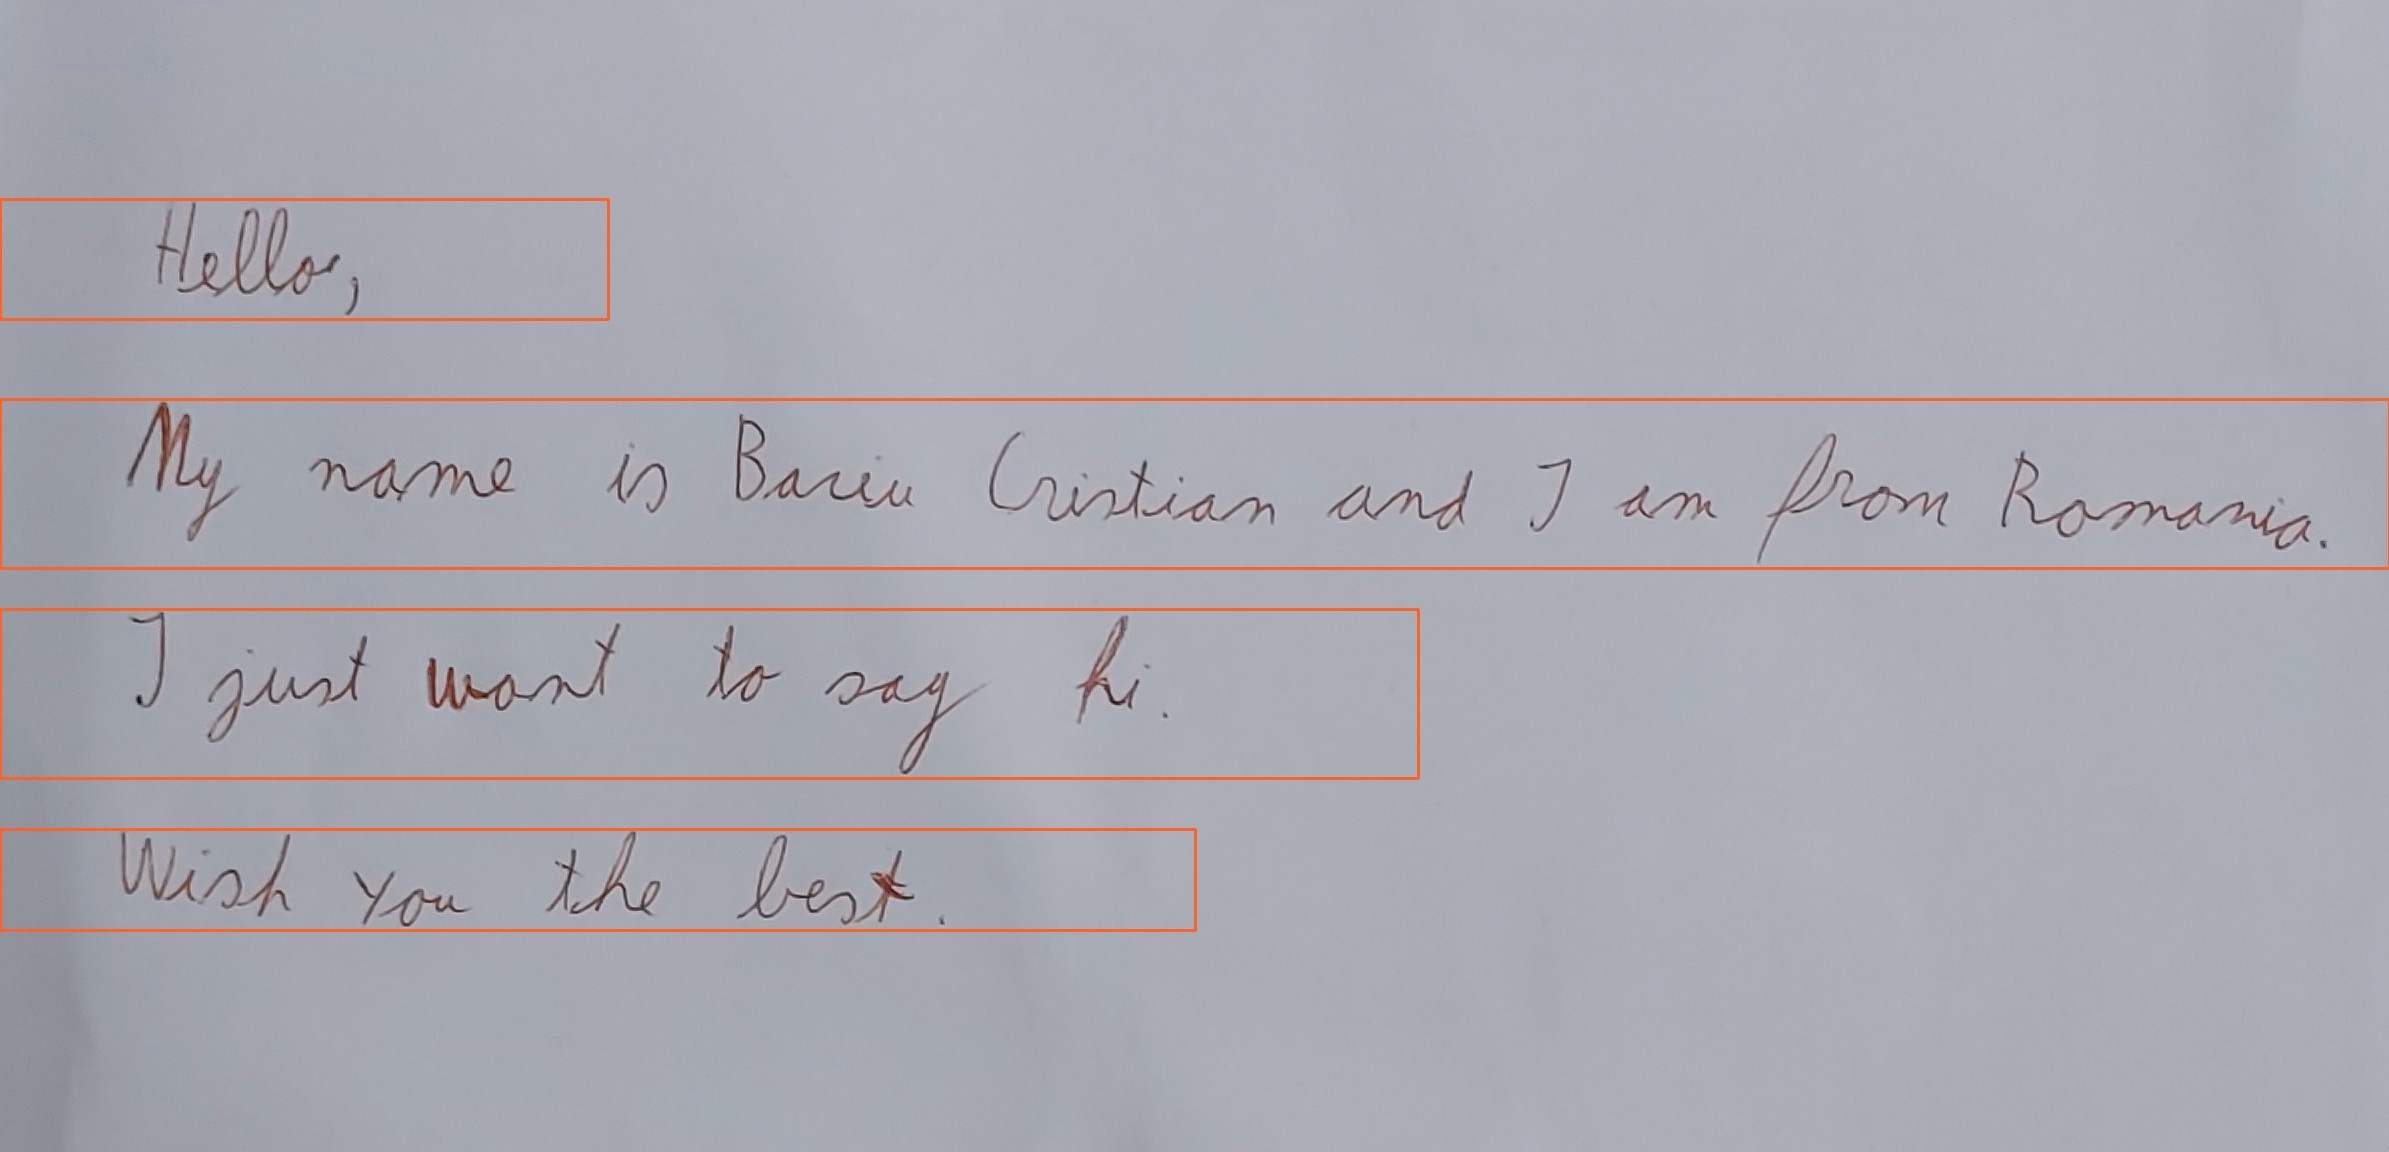 Hello,
My name is Baciu Cristian and I am from Romania.
I just want to say hi.
Wish you the best.